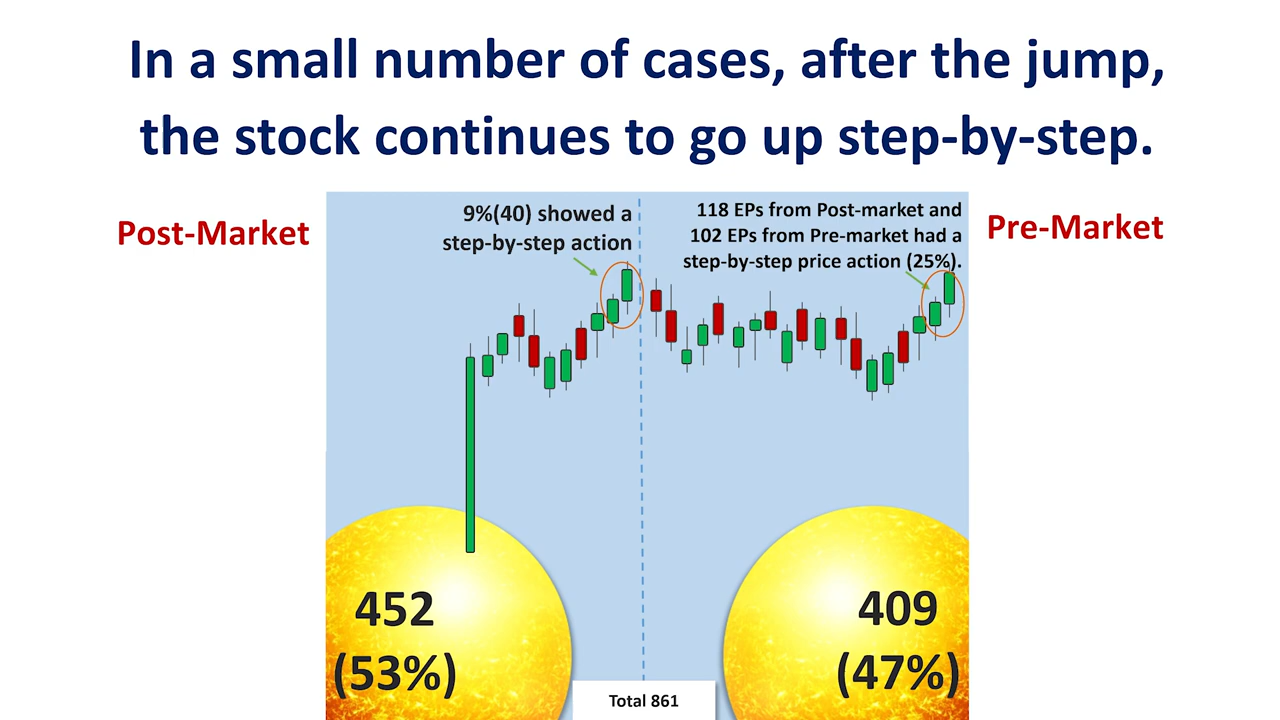 In a small number of cases, after the jump,
the stock continues to go up step-by-step.
Post-Market
9%(40) showed a
step-by-step action
118 EPs from Post-market and
102 EPs from Pre-market had a
step-by-step price action (25%).
Pre-Market
452
(53%)
409
(47%)
Total 861